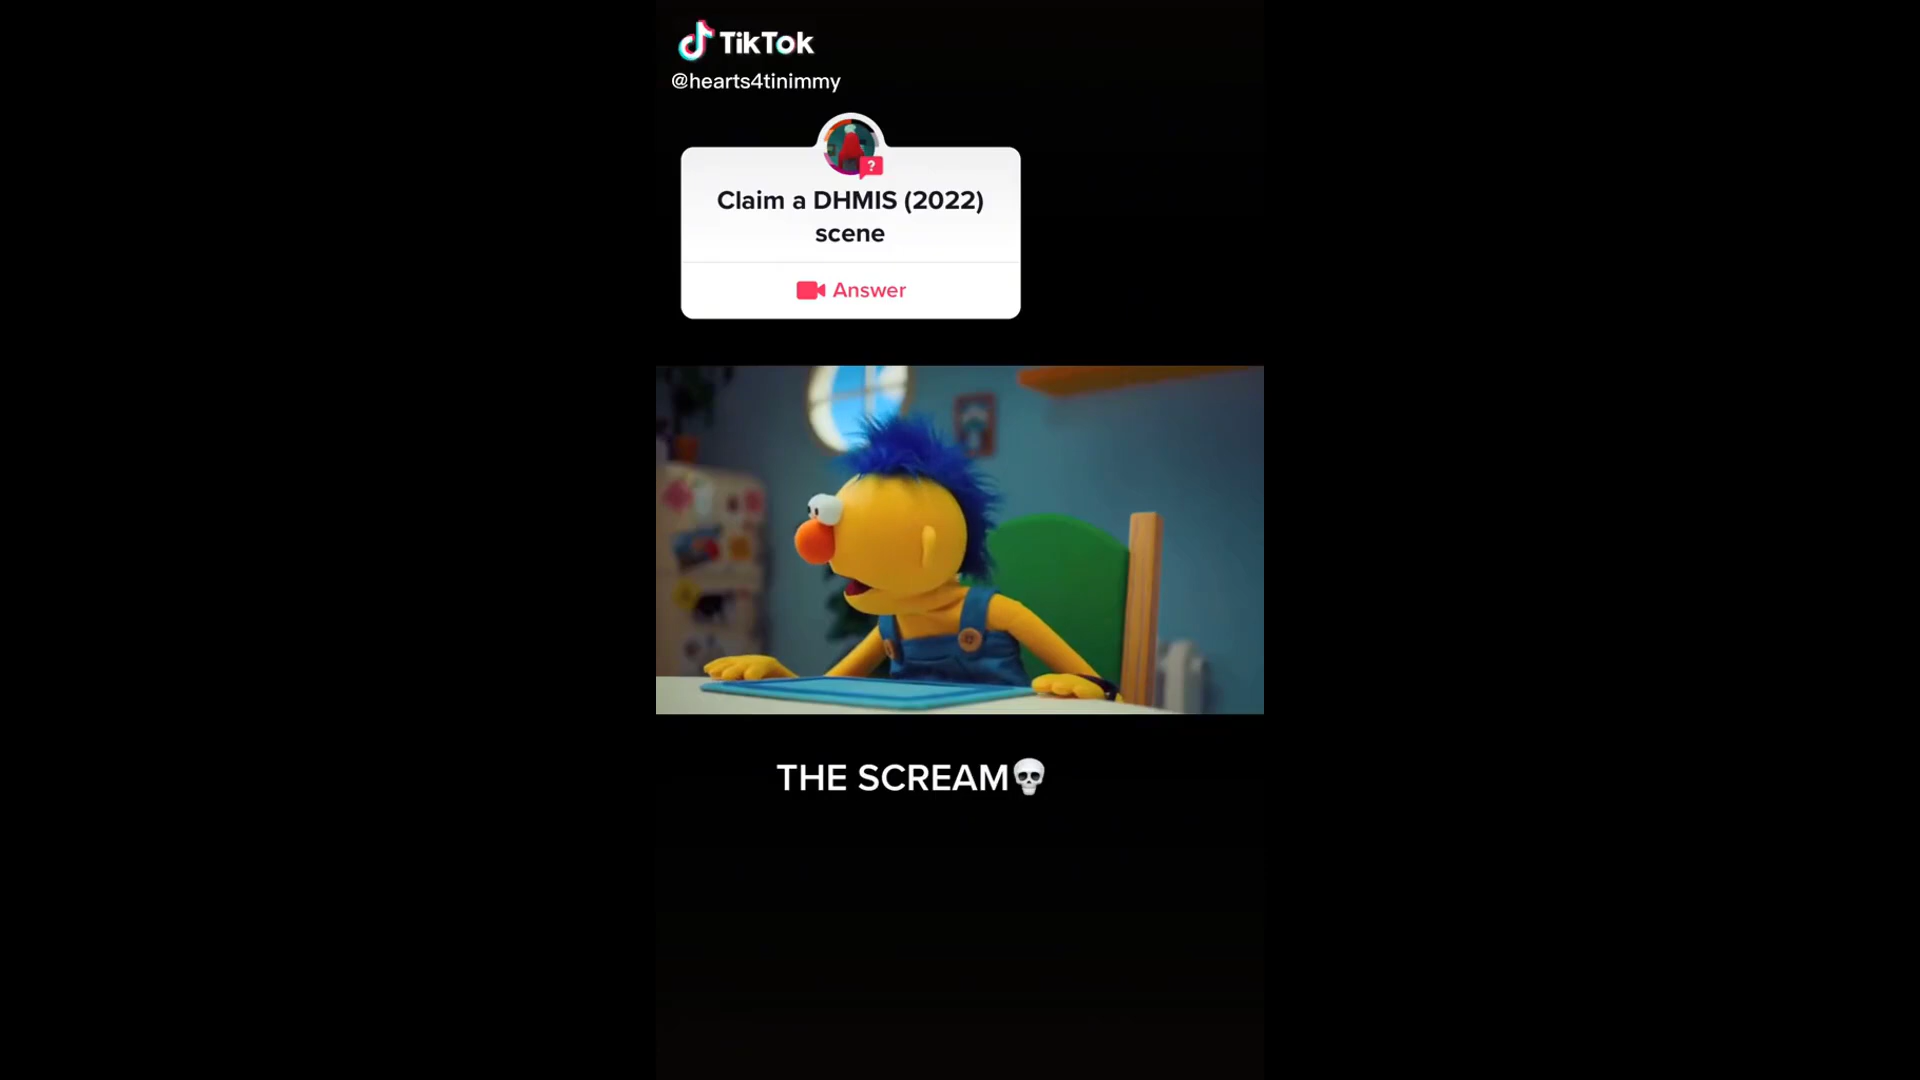 TikTok
@hearts4tinimmy
?
Claim a DHMIS (2022)
scene
Answer
THE SCREAM💀